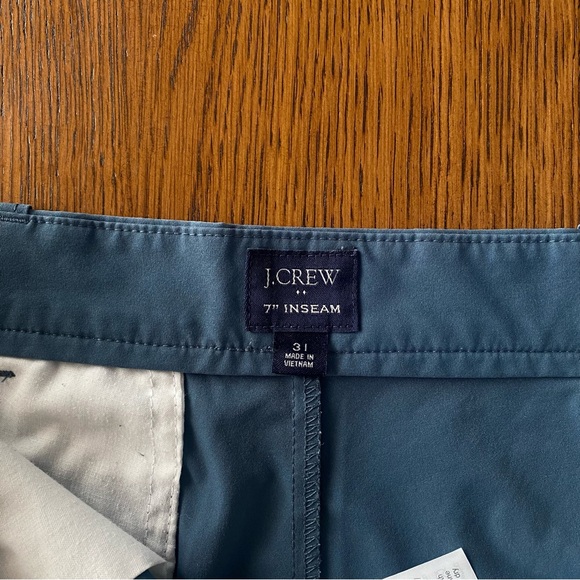 J.CREW
7" INSEAM
31
MADE IN
VIETNAM